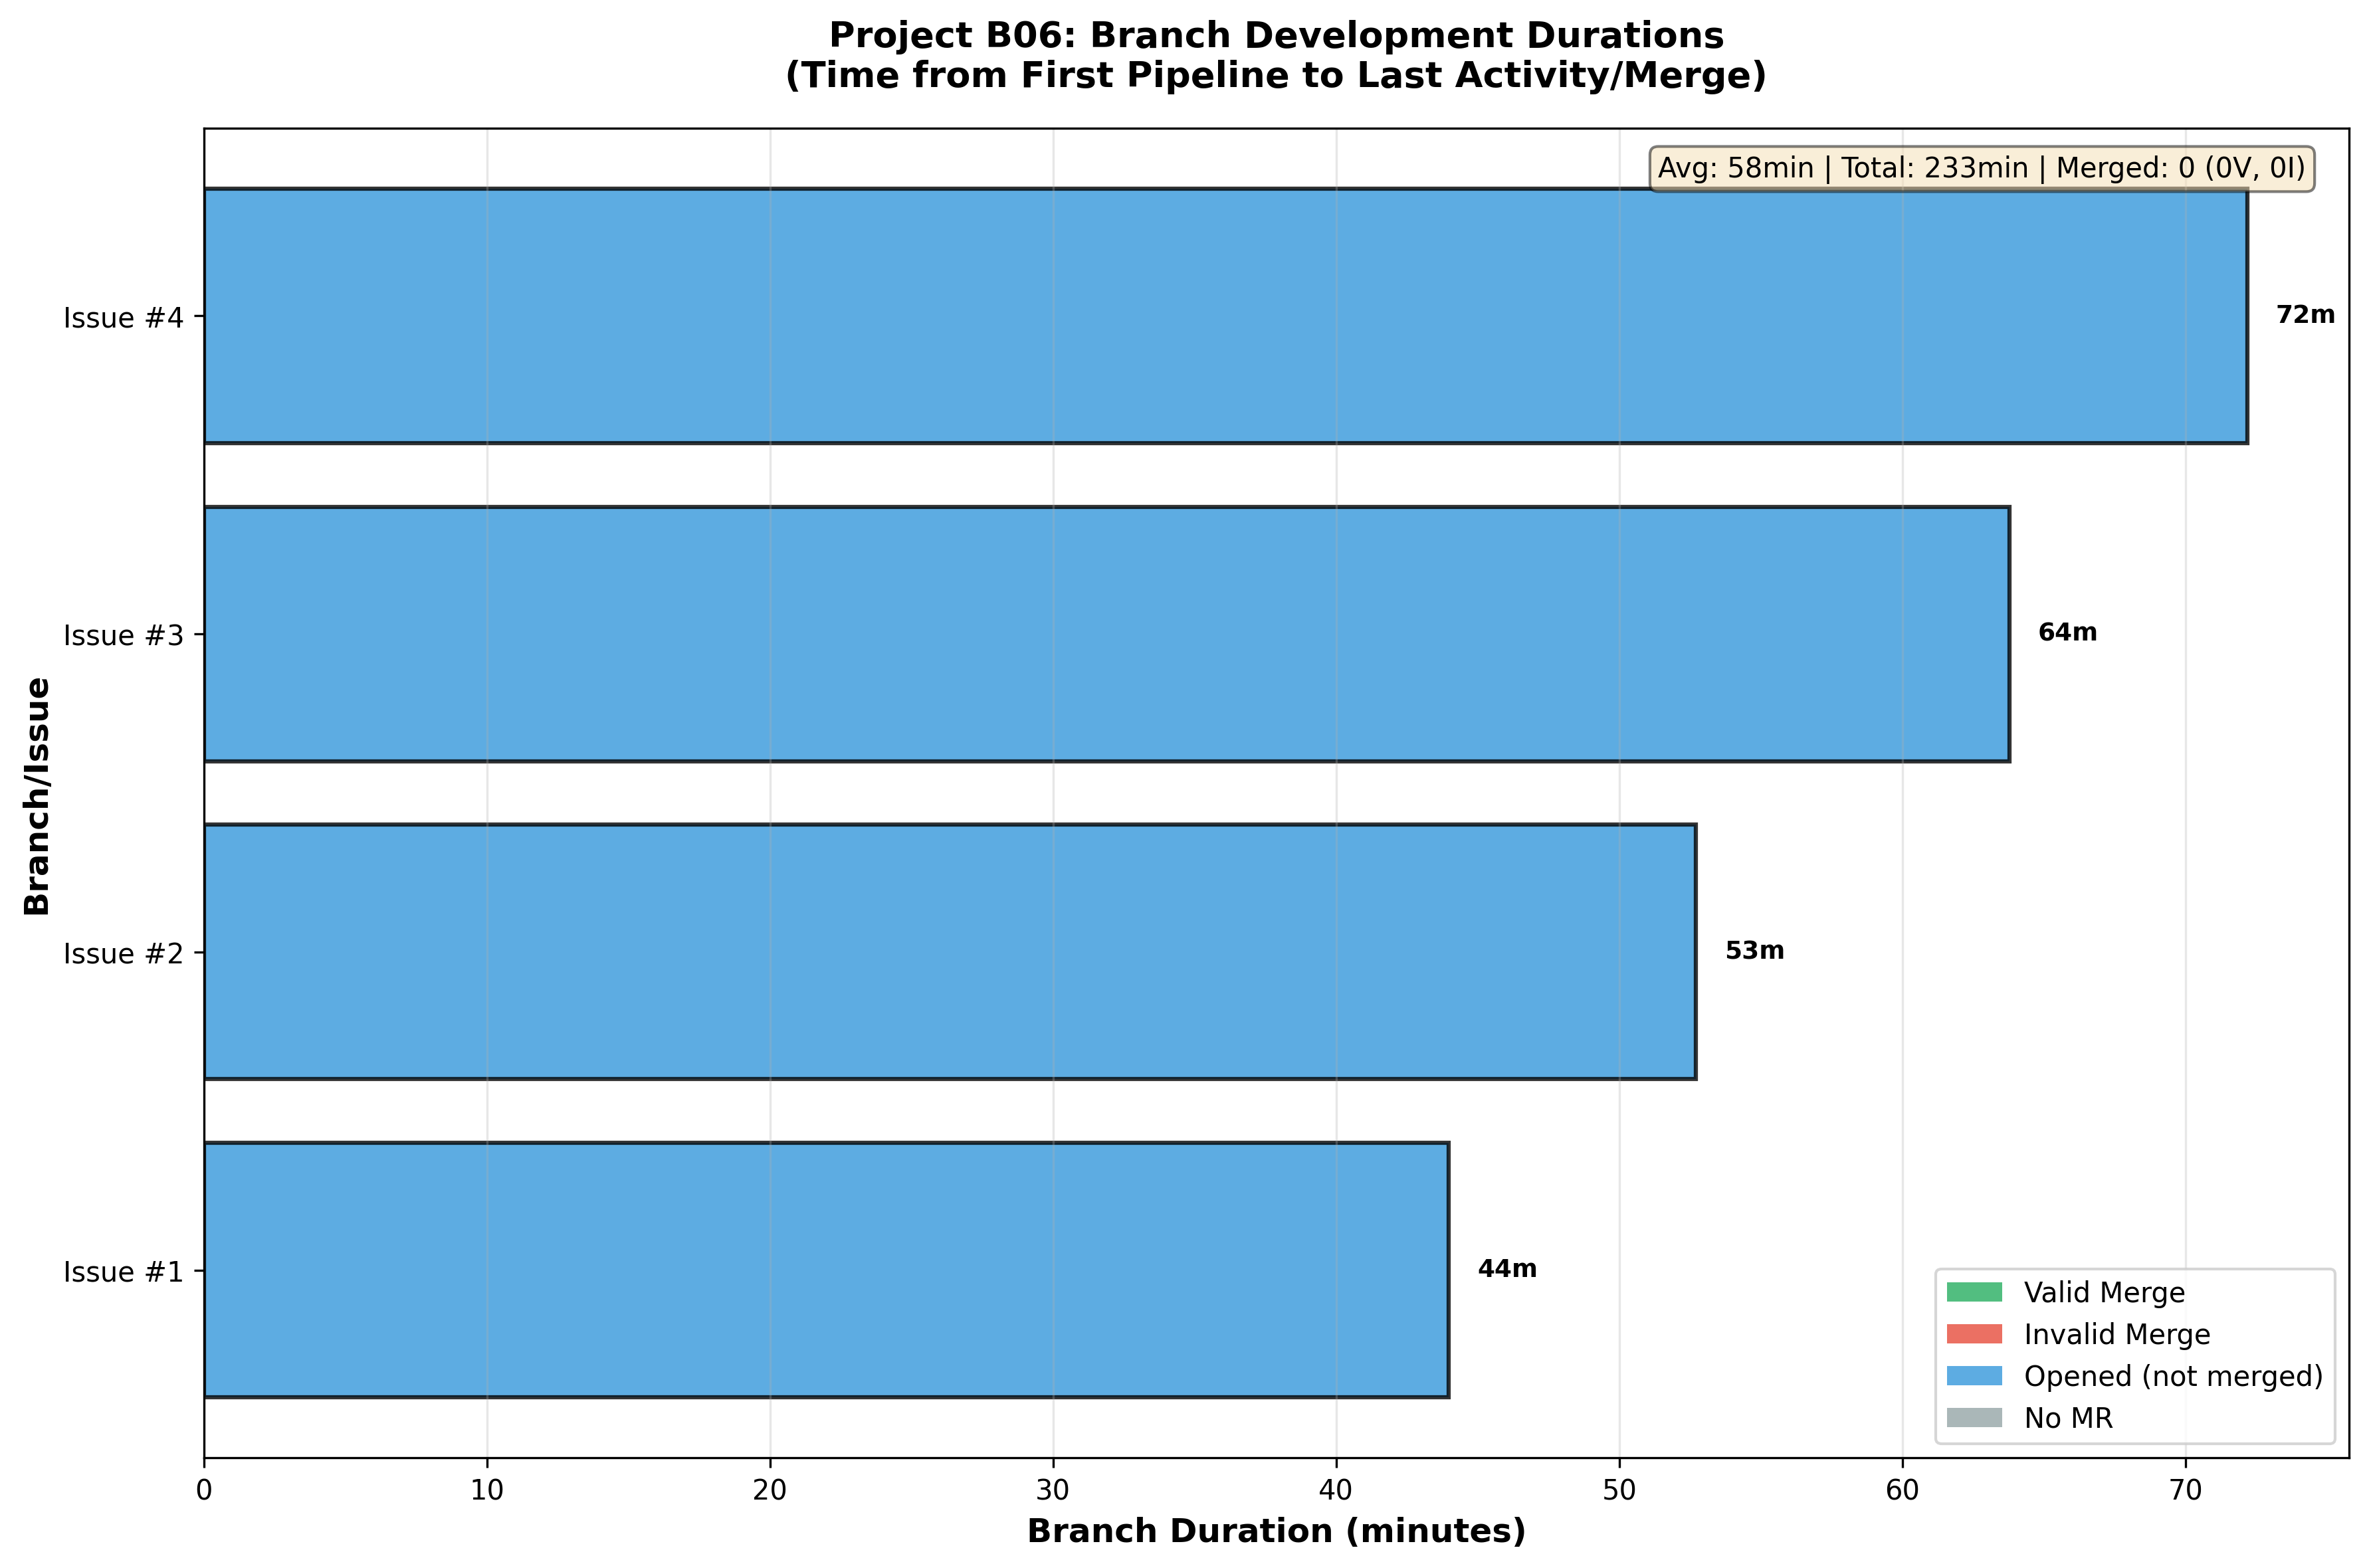 Project B06: Branch Development Durations
(Time from First Pipeline to Last Activity/Merge)
Avg: 58min | Total: 233min | Merged: 0 (0V, 0I)
Issue #4
72m
Issue #3
64m
Branch/Issue
Issue #2
53m
Issue #1
44m
Valid Merge
Invalid Merge
Opened (not merged)
No MR
0 10 20 30 40 50 60 70
Branch Duration (minutes)